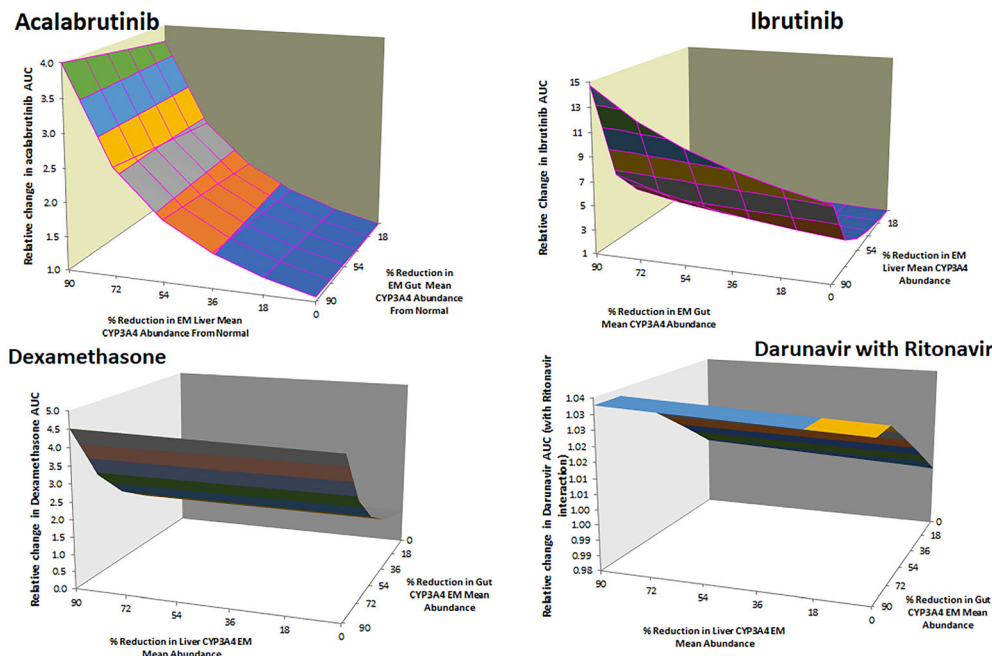 Acalabrutinib
Relative change in acalabrutinib AUC
4.0
3.5
3.0
2.5
2.0
1.5
1.0
90
72
54
36
18
0
% Reduction in EM Liver Mean
CYP3A4 Abundance From Normal
18
54
90
% Reduction in
EM Gut Mean
CYP3A4 Abundance
From Normal
Ibrutinib
Relative change in Ibrutinib AUC
15
13
11
9
7
5
3
1
90
72
54
36
18
0
% Reduction in EM Gut
Mean CYP3A4 Abundance
18
54
90
% Reduction in EM
Liver Mean CYP3A4
Abundance
Dexamethasone
Relative change in Dexamethasone AUC
5.0
4.5
4.0
3.5
3.0
2.5
2.0
1.5
1.0
0.5
0.0
90
72
54
36
18
0
% Reduction in Liver CYP3A4 EM
Mean Abundance
0
18
36
54
72
90
% Reduction in Gut
CYP3A4 EM Mean
Abundance
Darunavir with Ritonavir
Relative change in Darunavir AUC (with Ritonavir
Interaction)
1.04
1.03
1.03
1.02
1.02
1.01
1.01
1.00
1.00
0.99
0.99
0.98
90
72
54
36
18
0
% Reduction in Liver CYP3A4 EM
Mean Abundance
0
18
36
54
72
90
% Reduction in Gut
CYP3A4 EM Mean
Abundance